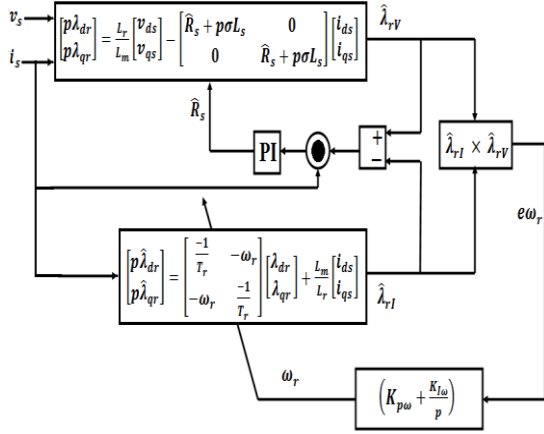 v_s
i_s
[pλ_dr pλ_qr] = L_r/L_m [v_ds v_qs] − [R̂_s + pσL_s 0 0 R̂_s + pσL_s] [i_ds i_qs]
λ̂_rV
R̂_s
PI
+
−
λ̂_rI × λ̂_rV
eω_r
[pλ̂_dr pλ̂_qr] = [−1/T_r −ω_r −ω_r −1/T_r] [λ_dr λ_qr] + L_m/L_r [i_ds i_qs]
λ̂_rI
ω_r
(K_pω + K_Iω/p)